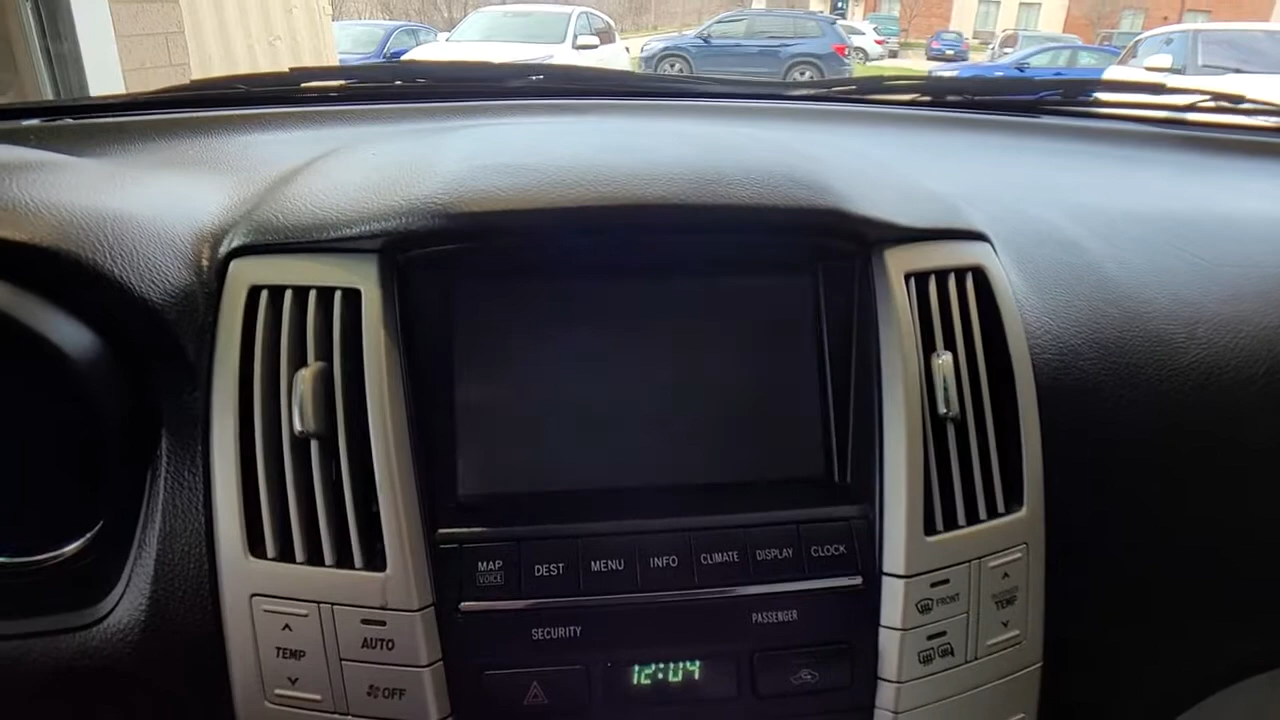 MAP
VOICE
DEST
MENU
INFO
CLIMATE
DISPLAY
CLOCK
SECURITY
PASSENGER
12:04
TEMP
AUTO
OFF
FRONT
TEMP